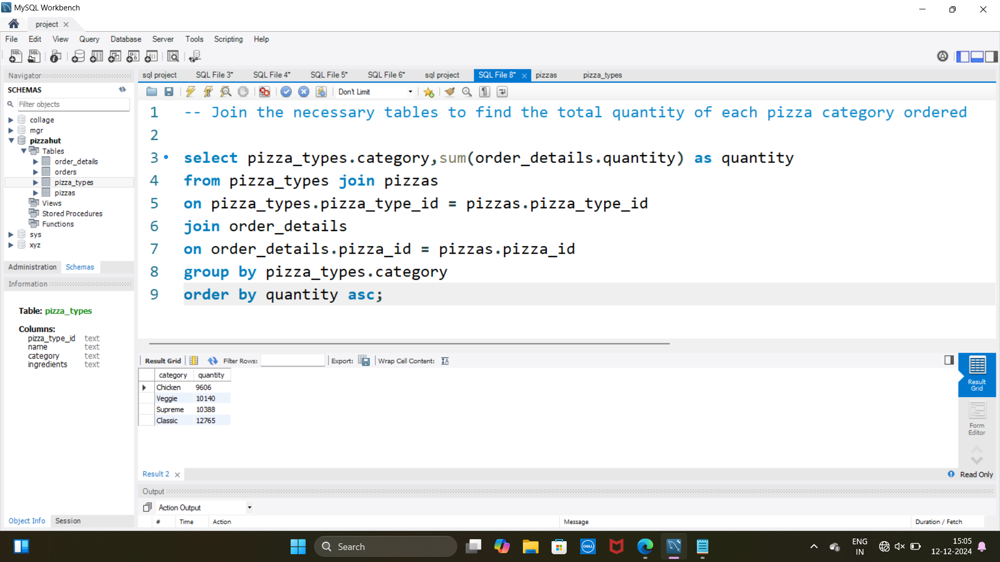 MySQL Workbench
project
File Edit View Query Database Server Tools Scripting Help
Navigator
SCHEMAS
Filter objects
collage
mgr
pizzahut
Tables
order_details
orders
pizza_types
pizzas
Views
Stored Procedures
Functions
sys
xyz
Administration Schemas
Information
Table: pizza_types
Columns:
pizza_type_id text
name text
category text
ingredients text
Object Info Session
sql project SQL File 3* SQL File 4* SQL File 5* SQL File 6* sql project SQL File 8* pizzas pizza_types
Don't Limit
1 -- Join the necessary tables to find the total quantity of each pizza category ordered
2
3 select pizza_types.category,sum(order_details.quantity) as quantity
4 from pizza_types join pizzas
5 on pizza_types.pizza_type_id = pizzas.pizza_type_id
6 join order_details
7 on order_details.pizza_id = pizzas.pizza_id
8 group by pizza_types.category
9 order by quantity asc;
Result Grid Filter Rows: Export: Wrap Cell Content:
category quantity
Chicken 9606
Veggie 10140
Supreme 10388
Classic 12765
Result Grid
Form Editor
Result 2
Read Only
Output
Action Output
# Time Action Message Duration / Fetch
Search
DELL
ENG
IN
15:05
12-12-2024